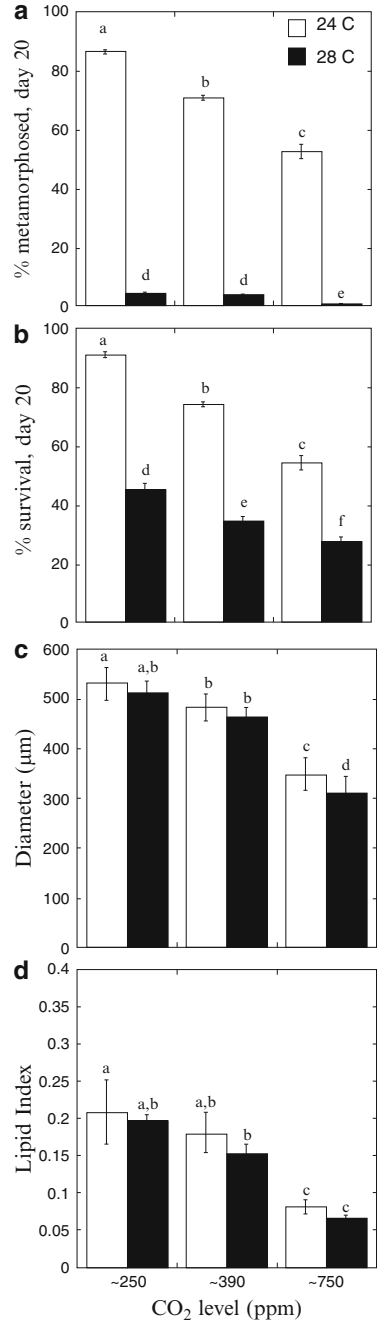 a
24 C
28 C
% metamorphosed, day 20
100
80
60
40
20
0
a
b
c
d
d
e
b
% survival, day 20
100
80
60
40
20
0
a
b
c
d
e
f
c
Diameter (µm)
600
500
400
300
200
100
0
a
a,b
b
b
c
d
d
Lipid Index
0.4
0.35
0.3
0.25
0.2
0.15
0.1
0.05
0
a
a,b
a,b
b
c
c
~250
~390
~750
CO2 level (ppm)